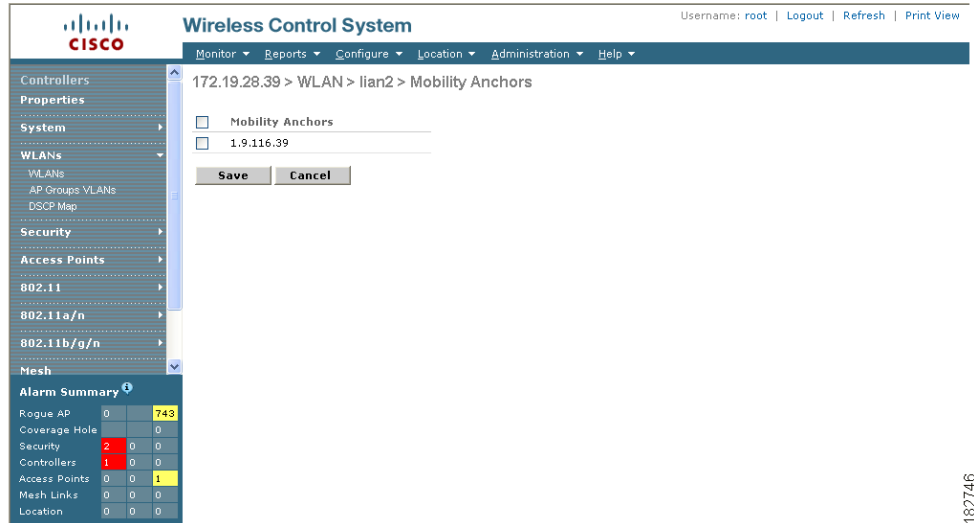 Username: root | Logout | Refresh | Print View
CISCO
Wireless Control System
Monitor Reports Configure Location Administration Help
Controllers
Properties
System
WLANs
WLANs
AP Groups VLANs
DSCP Map
Security
Access Points
802.11
802.11a/n
802.11b/g/n
Mesh
172.19.28.39 > WLAN > lian2 > Mobility Anchors
Mobility Anchors
1.9.116.39
Save Cancel
Alarm Summary
Rogue AP 0 743
Coverage Hole 0
Security 2 0 0
Controllers 1 0 0
Access Points 0 0 1
Mesh Links 0 0 0
Location 0 0 0
182746